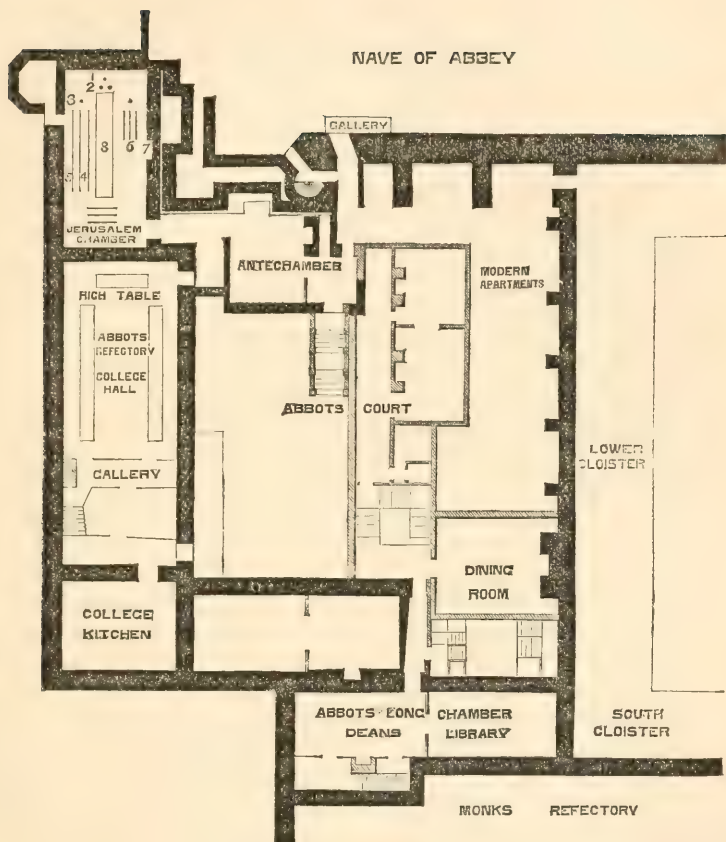 NAVE OF ABBEY
GALLERY
1
2
3
8
6
7
5
4
JERUSALEM
CHAMBER
ANTECHAMBER
MODERN
APARTMENTS
HIGH TABLE
ABBOTS
REFECTORY
COLLEGE
HALL
ABBOTS COURT
GALLERY
LOWER
CLOISTER
DINING
ROOM
COLLEGE
KITCHEN
ABBOTS LONG CHAMBER
DEANS LIBRARY
SOUTH
CLOISTER
MONKS REFECTORY